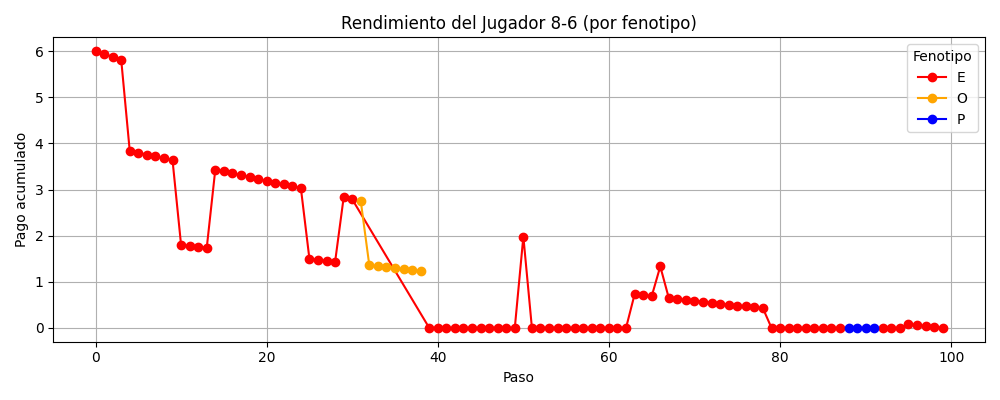 Rendimiento del Jugador 8-6 (por fenotipo)
Pago acumulado
6
5
4
3
2
1
0
Fenotipo
E
O
P
0 20 40 60 80 100
Paso